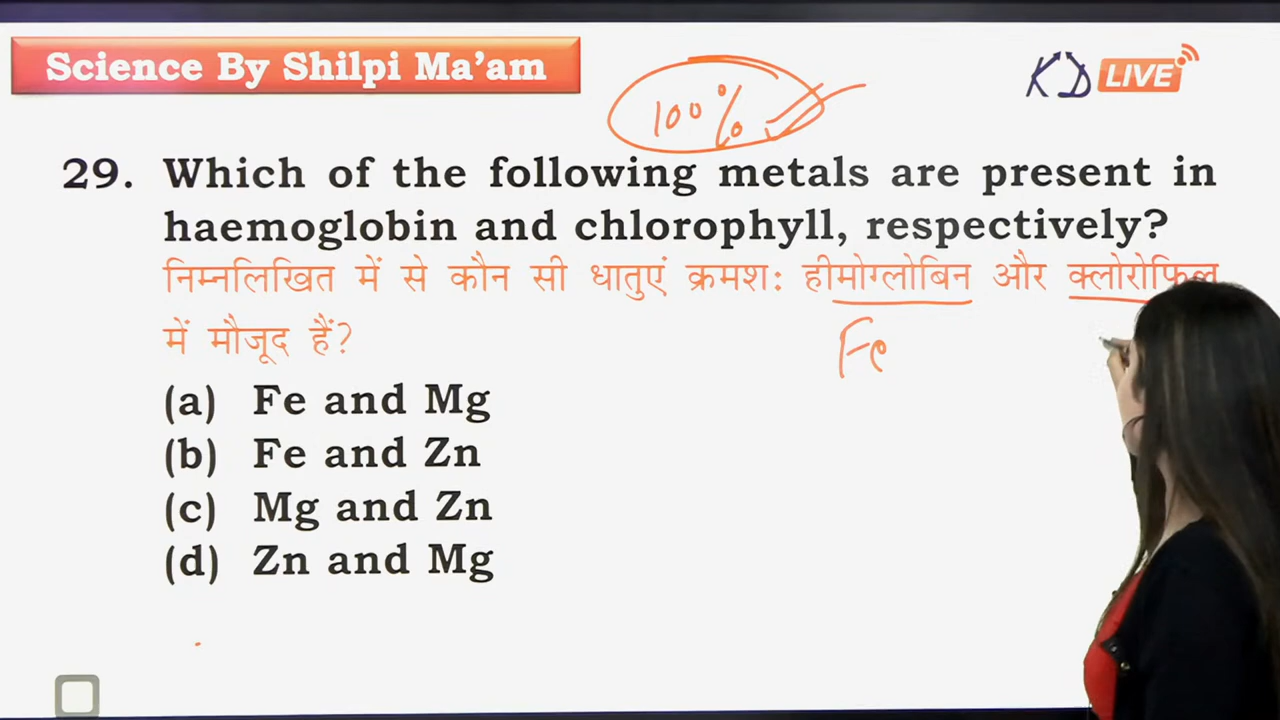 Science By Shilpi Ma'am
KD LIVE
100%
29. Which of the following metals are present in
haemoglobin and chlorophyll, respectively?
निम्नलिखित में से कौन सी धातुएं क्रमश: हीमोग्लोबिन और क्लोरोफिल
में मौजूद हैं?
Fe
(a) Fe and Mg
(b) Fe and Zn
(c) Mg and Zn
(d) Zn and Mg